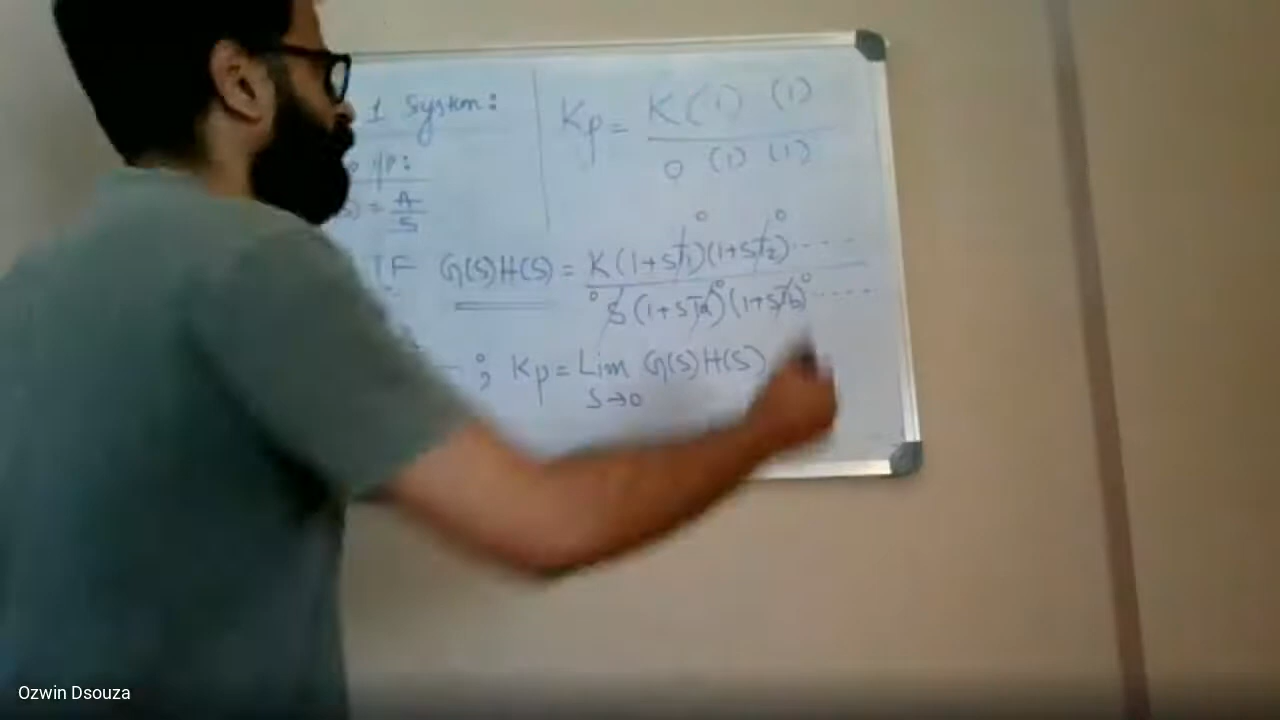 1 System:
Kp = K(1) (1)
0 (1) (1)
i/p:
= A
S
TF G(S)H(S) = K(1+ST1)(1+ST2)....
S(1+STa)(1+STb)....
; Kp = Lim G(S)H(S)
S→0
Ozwin Dsouza